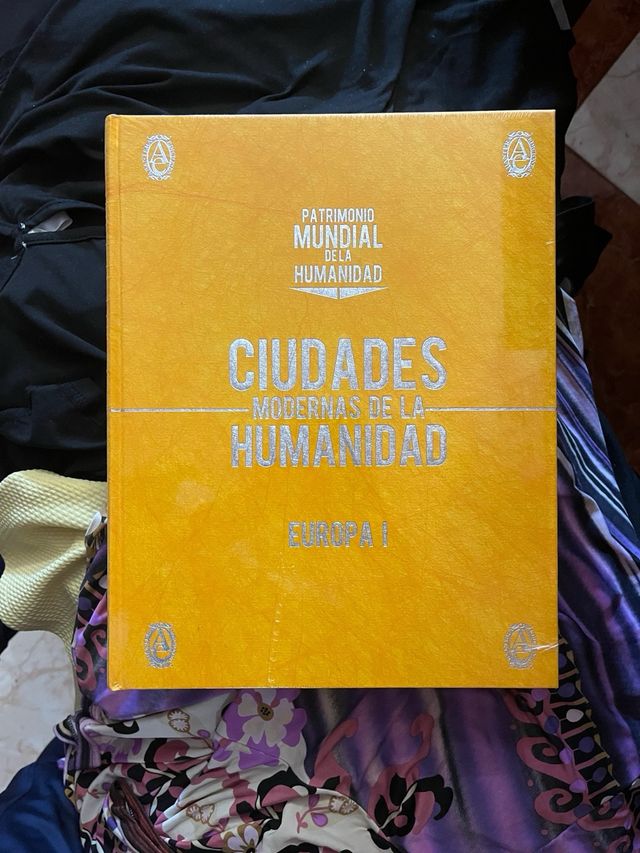 PATRIMONIO
MUNDIAL
DE LA
HUMANIDAD
CIUDADES
MODERNAS DE LA
HUMANIDAD
EUROPA I